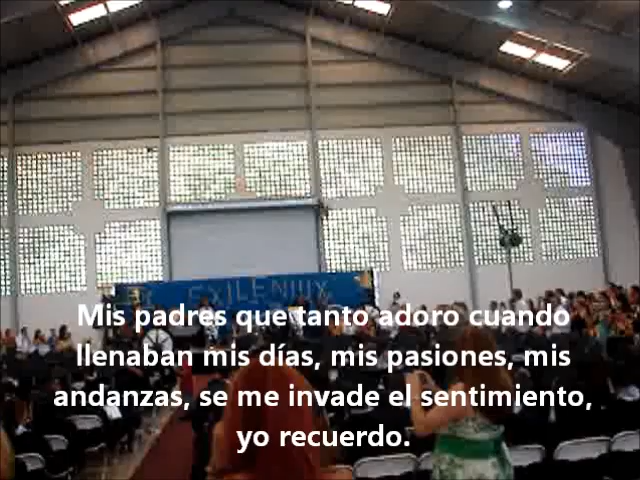 EXILENIUX
Mis padres que tanto adoro cuando
llenaban mis días, mis pasiones, mis
andanzas, se me invade el sentimiento,
yo recuerdo.